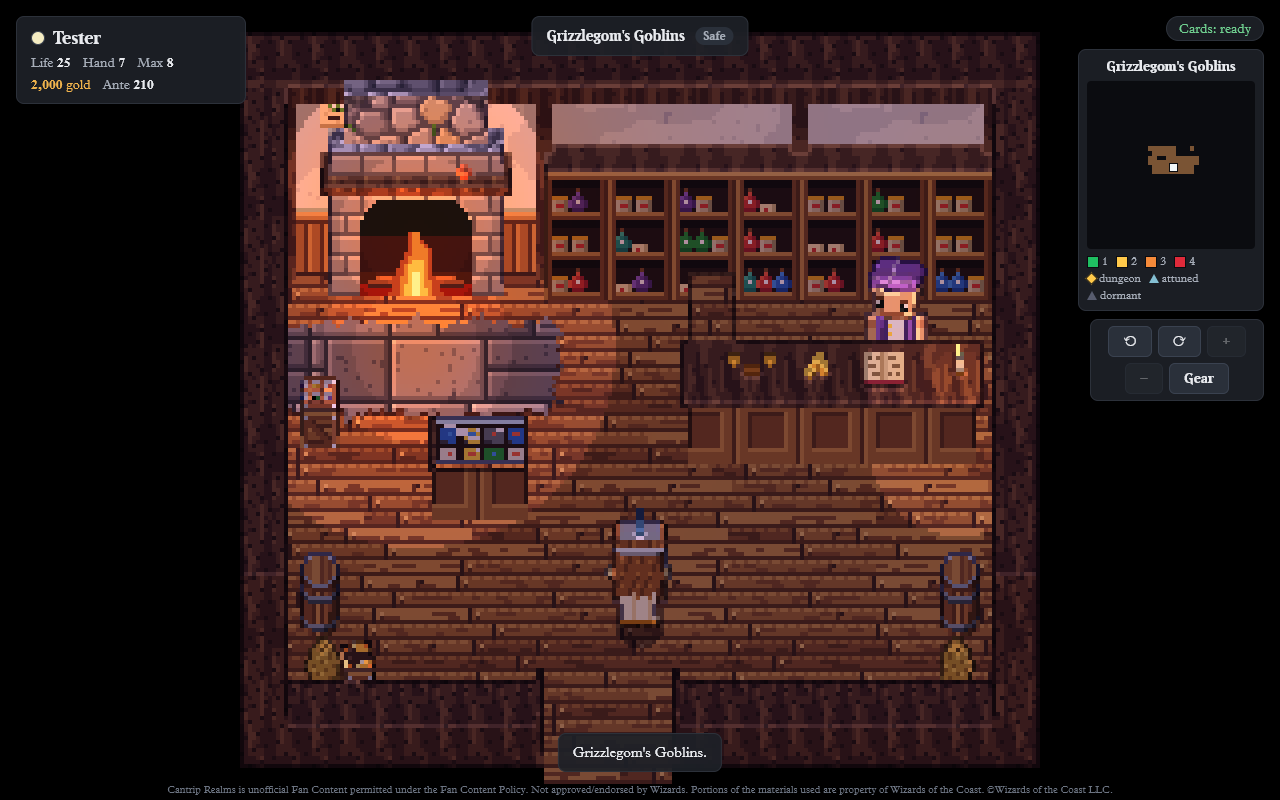 Tester
Life 25 Hand 7 Max 8
2,000 gold Ante 210
Grizzlegom's Goblins Safe
Cards: ready
Grizzlegom's Goblins
1 2 3 4
dungeon attuned
dormant
+
−
Gear
Grizzlegom's Goblins.
Cantrip Realms is unofficial Fan Content permitted under the Fan Content Policy. Not approved/endorsed by Wizards. Portions of the materials used are property of Wizards of the Coast. ©Wizards of the Coast LLC.